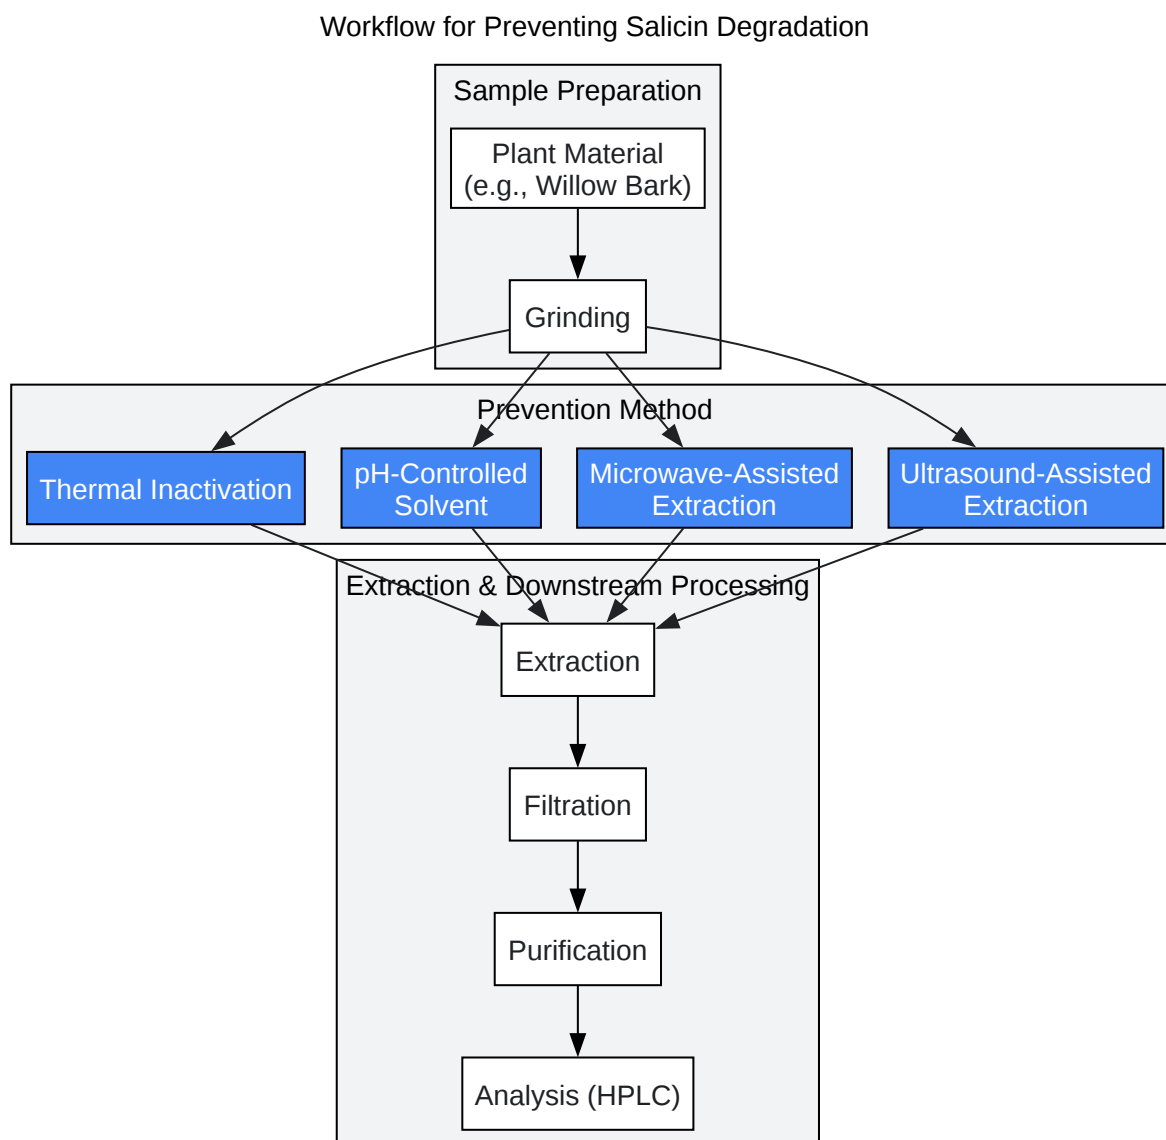 Workflow for Preventing Salicin Degradation
Sample Preparation
Plant Material
(e.g., Willow Bark)
Grinding
Prevention Method
Thermal Inactivation
pH-Controlled
Solvent
Microwave-Assisted
Extraction
Ultrasound-Assisted
Extraction
Extraction & Downstream Processing
Extraction
Filtration
Purification
Analysis (HPLC)